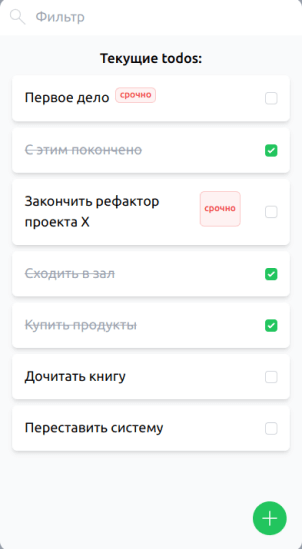 Фильтр
Текущие todos:
Первое дело срочно
С этим покончено
Закончить рефактор
проекта X срочно
Сходить в зал
Купить продукты
Дочитать книгу
Переставить систему